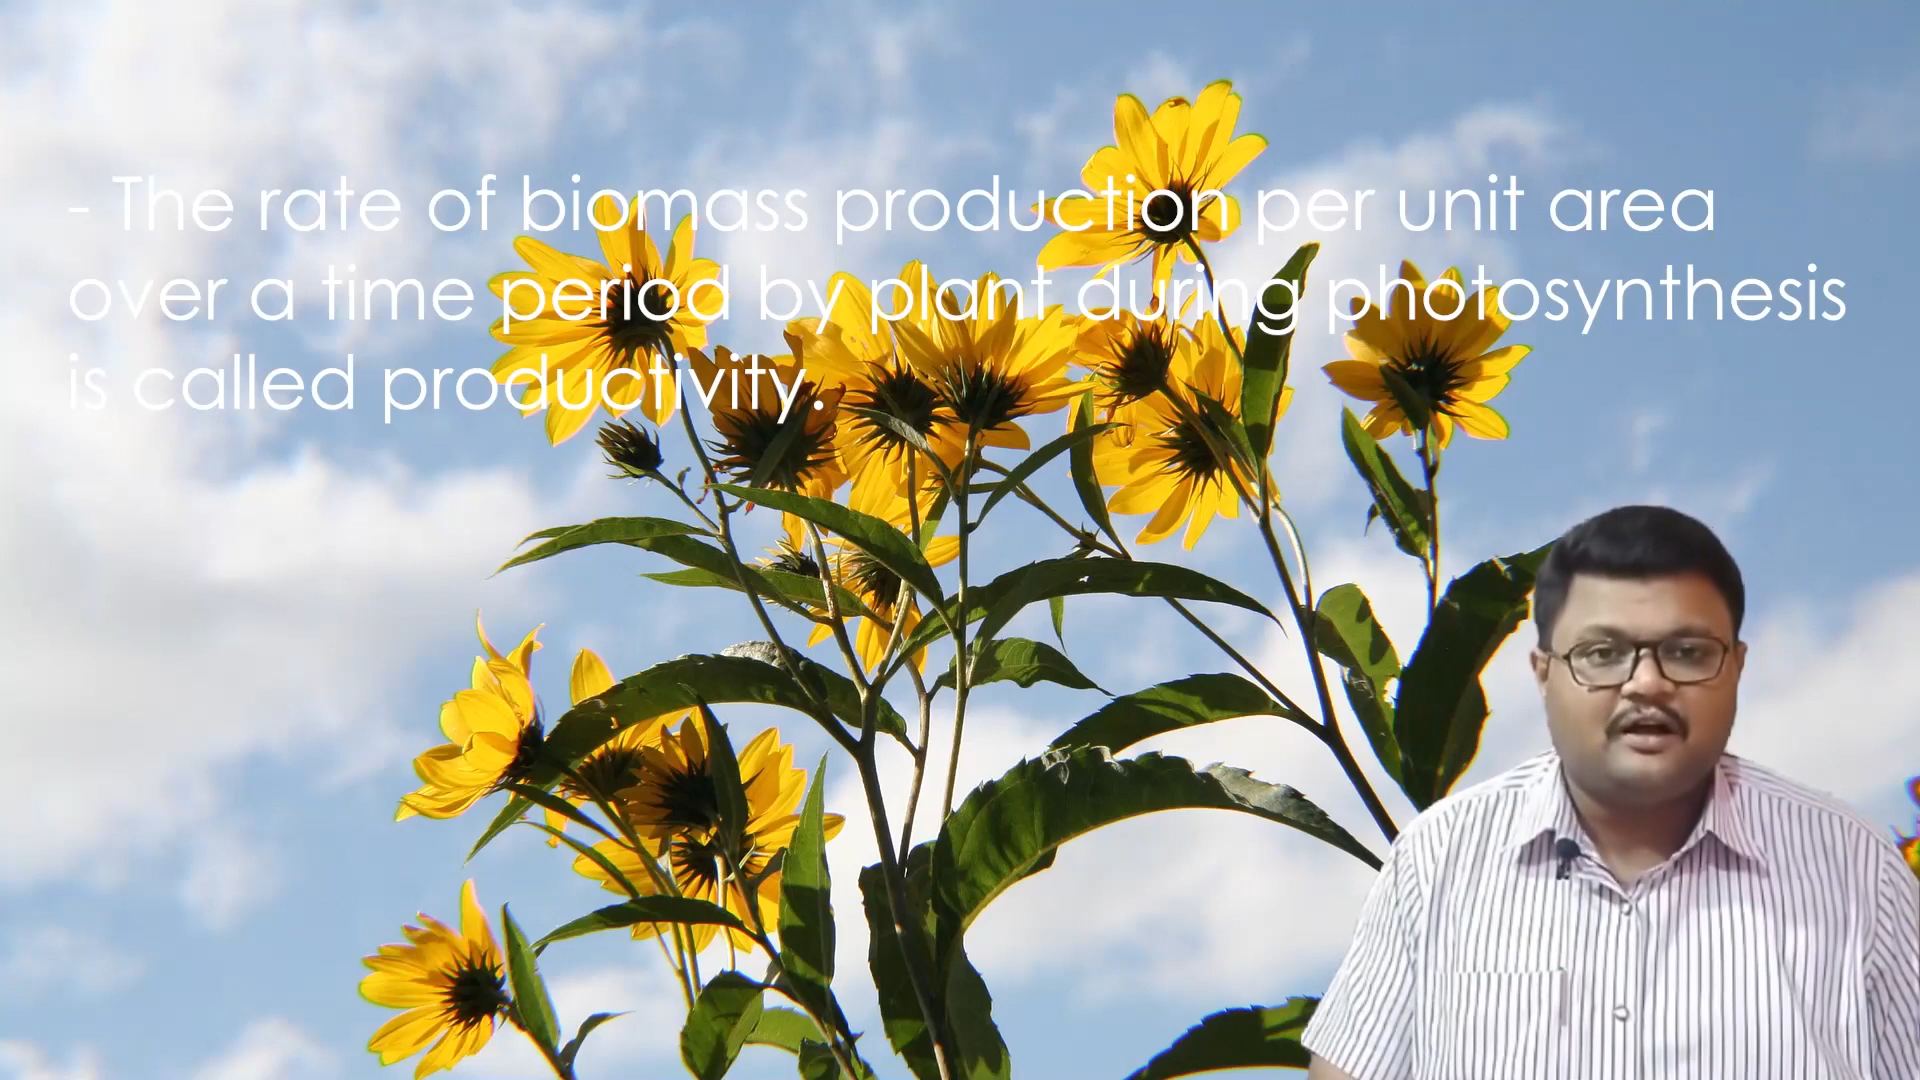 - The rate of biomass production per unit area
over a time period by plant during photosynthesis
is called productivity.